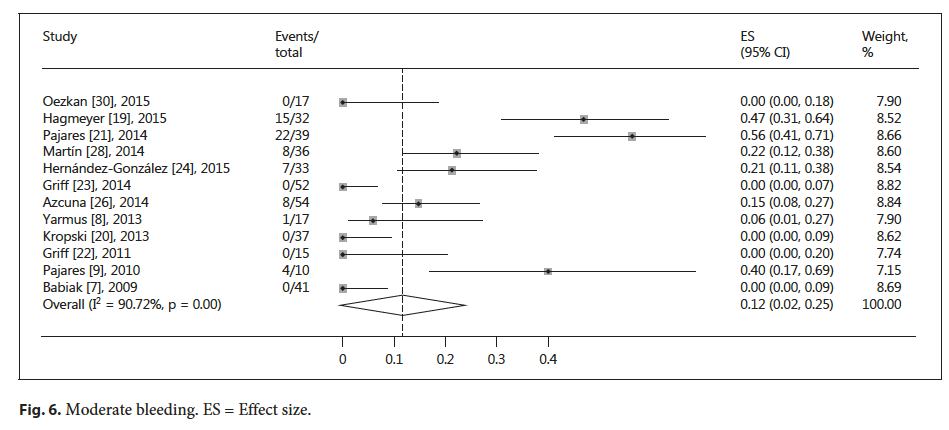 Study Events/ ES Weight,
total (95% CI) %
Oezkan [30], 2015 0/17 0.00 (0.00, 0.18) 7.90
Hagmeyer [19], 2015 15/32 0.47 (0.31, 0.64) 8.52
Pajares [21], 2014 22/39 0.56 (0.41, 0.71) 8.66
Martín [28], 2014 8/36 0.22 (0.12, 0.38) 8.60
Hernández-González [24], 2015 7/33 0.21 (0.11, 0.38) 8.54
Griff [23], 2014 0/52 0.00 (0.00, 0.07) 8.82
Azcuna [26], 2014 8/54 0.15 (0.08, 0.27) 8.84
Yarmus [8], 2013 1/17 0.06 (0.01, 0.27) 7.90
Kropski [20], 2013 0/37 0.00 (0.00, 0.09) 8.62
Griff [22], 2011 0/15 0.00 (0.00, 0.20) 7.74
Pajares [9], 2010 4/10 0.40 (0.17, 0.69) 7.15
Babiak [7], 2009 0/41 0.00 (0.00, 0.09) 8.69
Overall (I² = 90.72%, p = 0.00) 0.12 (0.02, 0.25) 100.00
0 0.1 0.2 0.3 0.4
Fig. 6. Moderate bleeding. ES = Effect size.